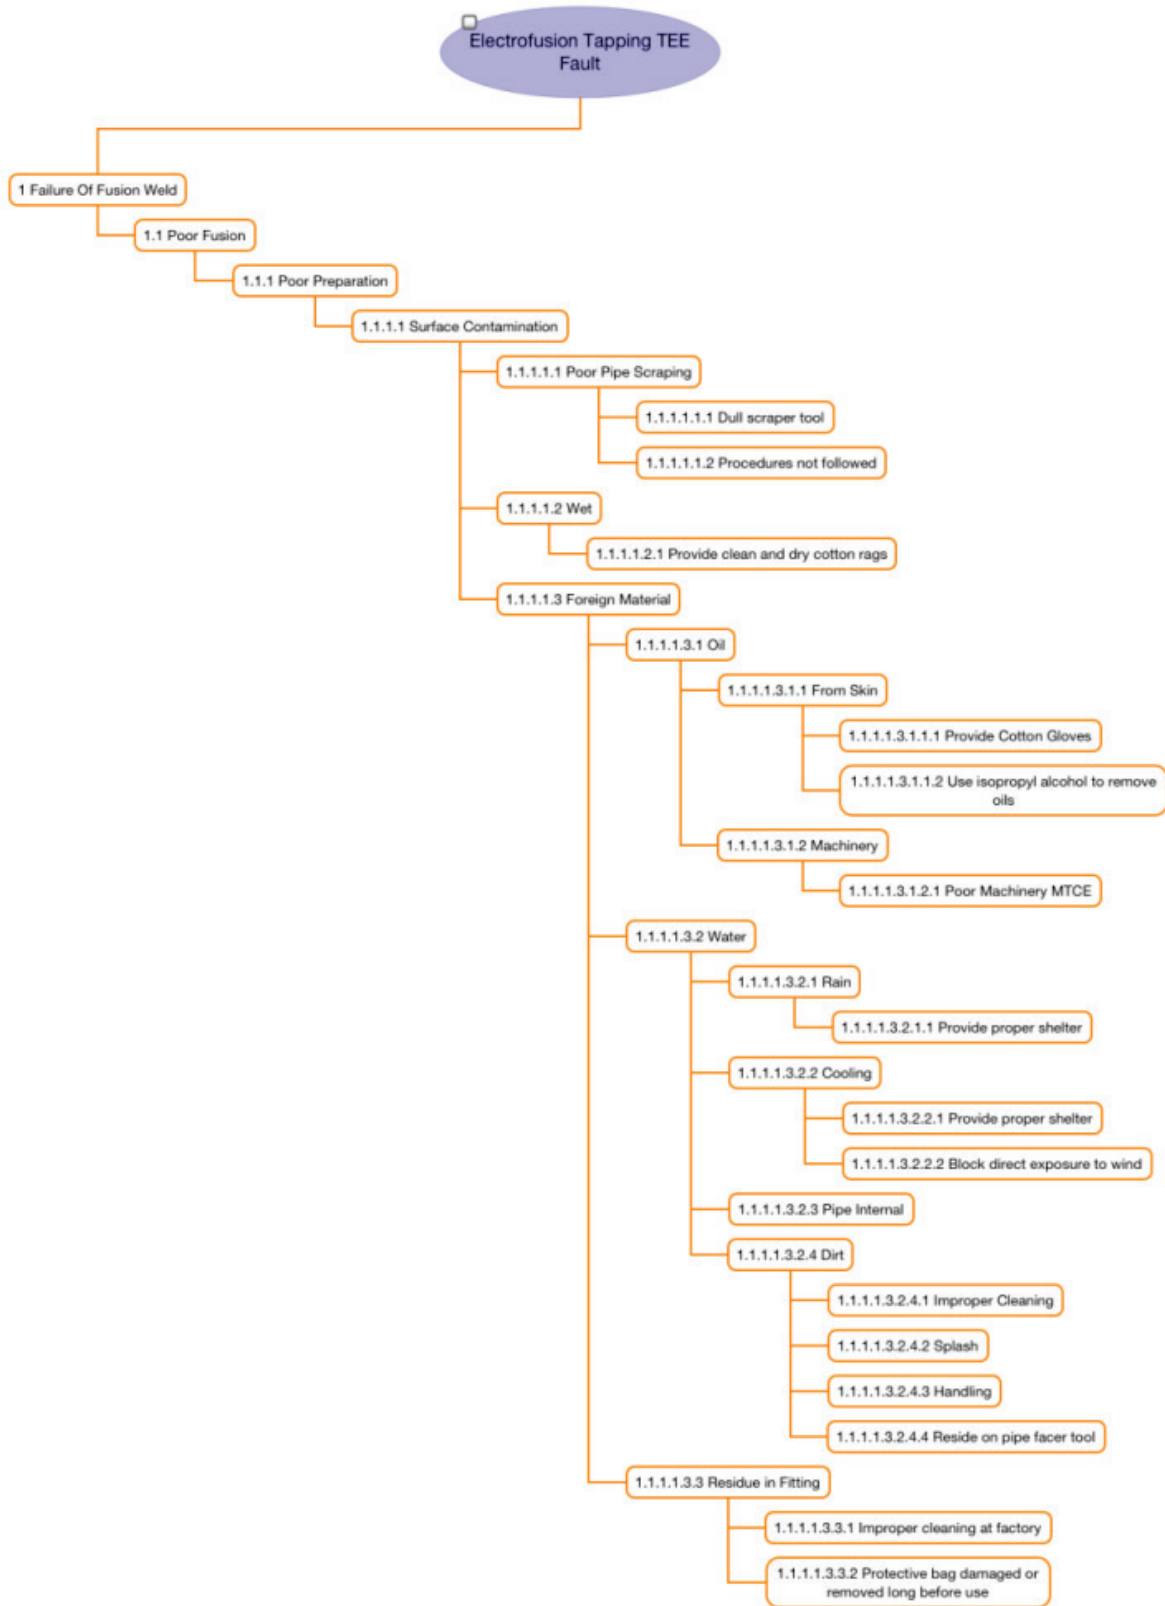 Electrofusion Tapping TEE
Fault
1 Failure Of Fusion Weld
1.1 Poor Fusion
1.1.1 Poor Preparation
1.1.1.1 Surface Contamination
1.1.1.1.1 Poor Pipe Scraping
1.1.1.1.1.1 Dull scraper tool
1.1.1.1.1.2 Procedures not followed
1.1.1.1.2 Wet
1.1.1.1.2.1 Provide clean and dry cotton rags
1.1.1.1.3 Foreign Material
1.1.1.1.3.1 Oil
1.1.1.1.3.1.1 From Skin
1.1.1.1.3.1.1.1 Provide Cotton Gloves
1.1.1.1.3.1.1.2 Use isopropyl alcohol to remove
oils
1.1.1.1.3.1.2 Machinery
1.1.1.1.3.1.2.1 Poor Machinery MTCE
1.1.1.1.3.2 Water
1.1.1.1.3.2.1 Rain
1.1.1.1.3.2.1.1 Provide proper shelter
1.1.1.1.3.2.2 Cooling
1.1.1.1.3.2.2.1 Provide proper shelter
1.1.1.1.3.2.2.2 Block direct exposure to wind
1.1.1.1.3.2.3 Pipe Internal
1.1.1.1.3.2.4 Dirt
1.1.1.1.3.2.4.1 Improper Cleaning
1.1.1.1.3.2.4.2 Splash
1.1.1.1.3.2.4.3 Handling
1.1.1.1.3.2.4.4 Reside on pipe facer tool
1.1.1.1.3.3 Residue in Fitting
1.1.1.1.3.3.1 Improper cleaning at factory
1.1.1.1.3.3.2 Protective bag damaged or
removed long before use